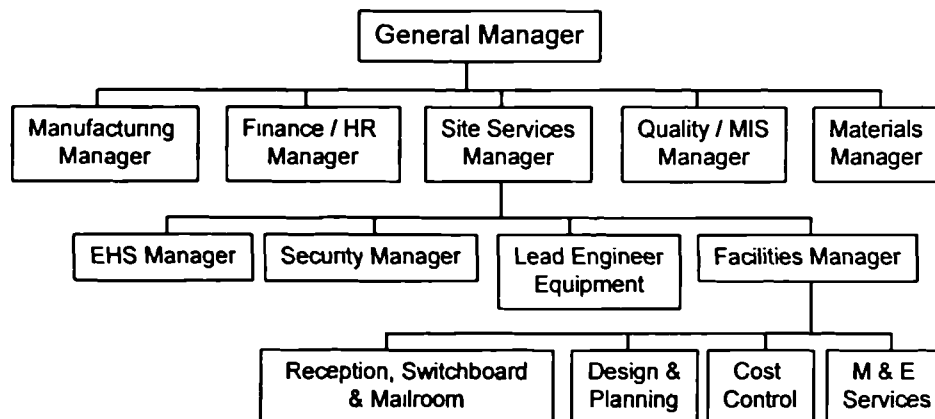 General Manager
Manufacturing
Manager
Finance / HR
Manager
Site Services
Manager
Quality / MIS
Manager
Materials
Manager
EHS Manager
Security Manager
Lead Engineer
Equipment
Facilities Manager
Reception, Switchboard
& Mailroom
Design &
Planning
Cost
Control
M & E
Services